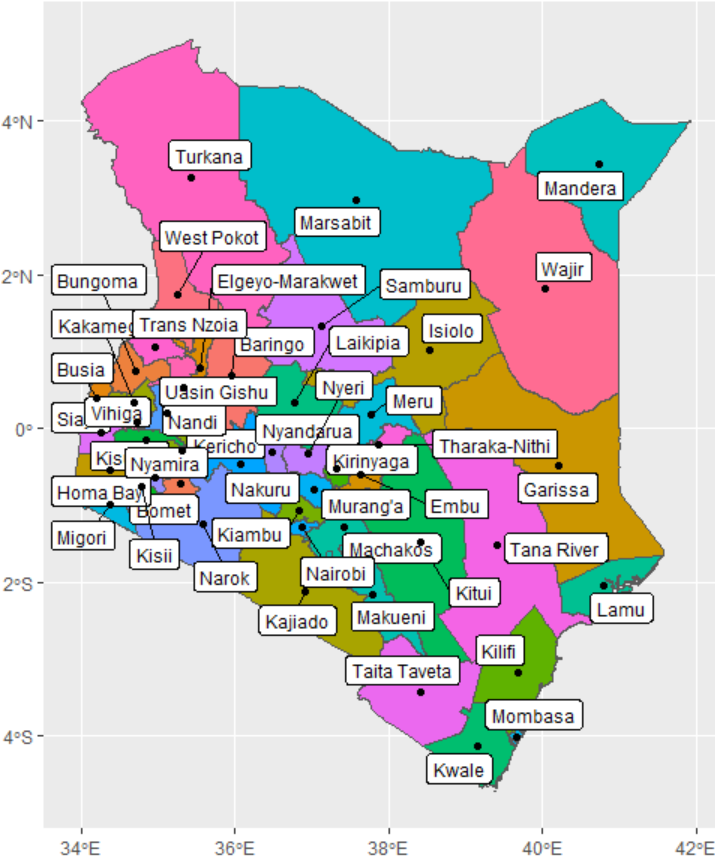 4°N
Turkana
Mandera
Marsabit
West Pokot
Wajir
2°N
Bungoma
Elgeyo-Marakwet
Samburu
Kakameg
Trans Nzoia
Isiolo
Baringo
Laikipia
Busia
Uasin Gishu
Nyeri
Meru
Sia
Vihiga
Nandi
0°
Nyandarua
Kericho
Tharaka-Nithi
Kis
Nyamira
Kirinyaga
Garissa
Homa Bay
Nakuru
Embu
Bomet
Murang'a
Migori
Kiambu
Kisii
Machakos
Tana River
Narok
Nairobi
2°S
Kitui
Lamu
Kajiado
Makueni
Kilifi
Taita Taveta
Mombasa
4°S
Kwale
34°E
36°E
38°E
40°E
42°E